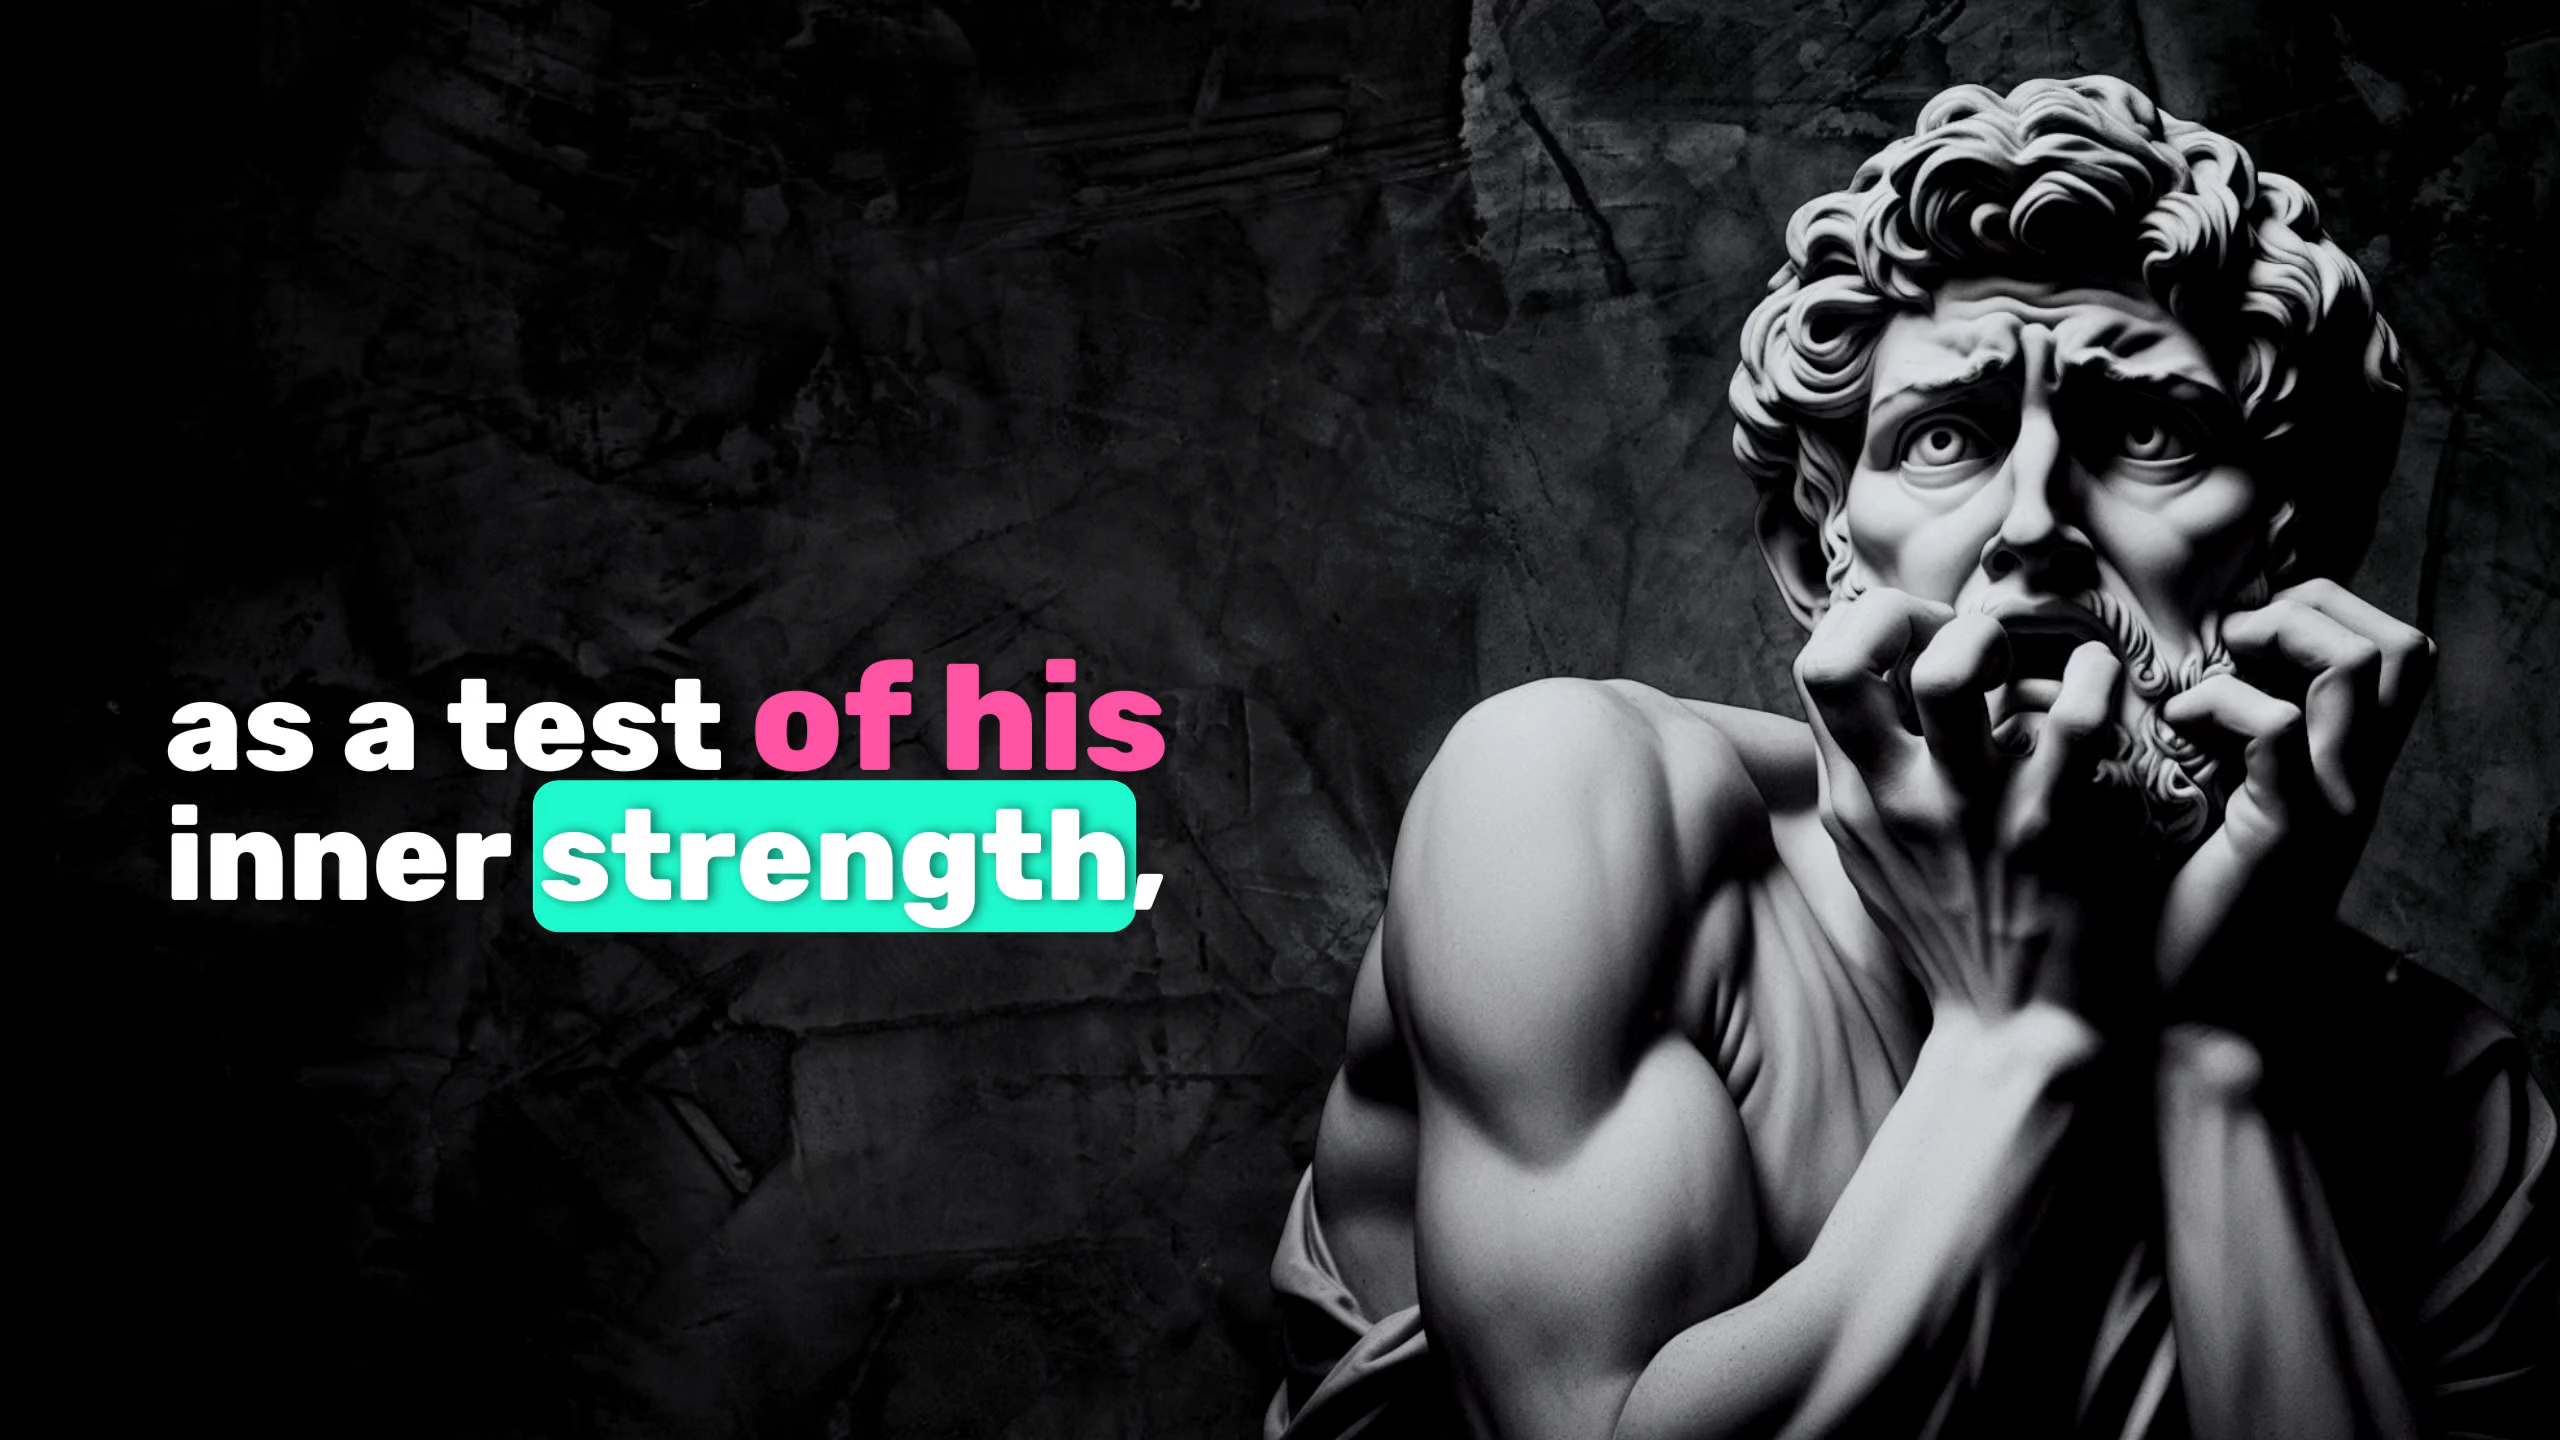 as a test of his
inner strength,